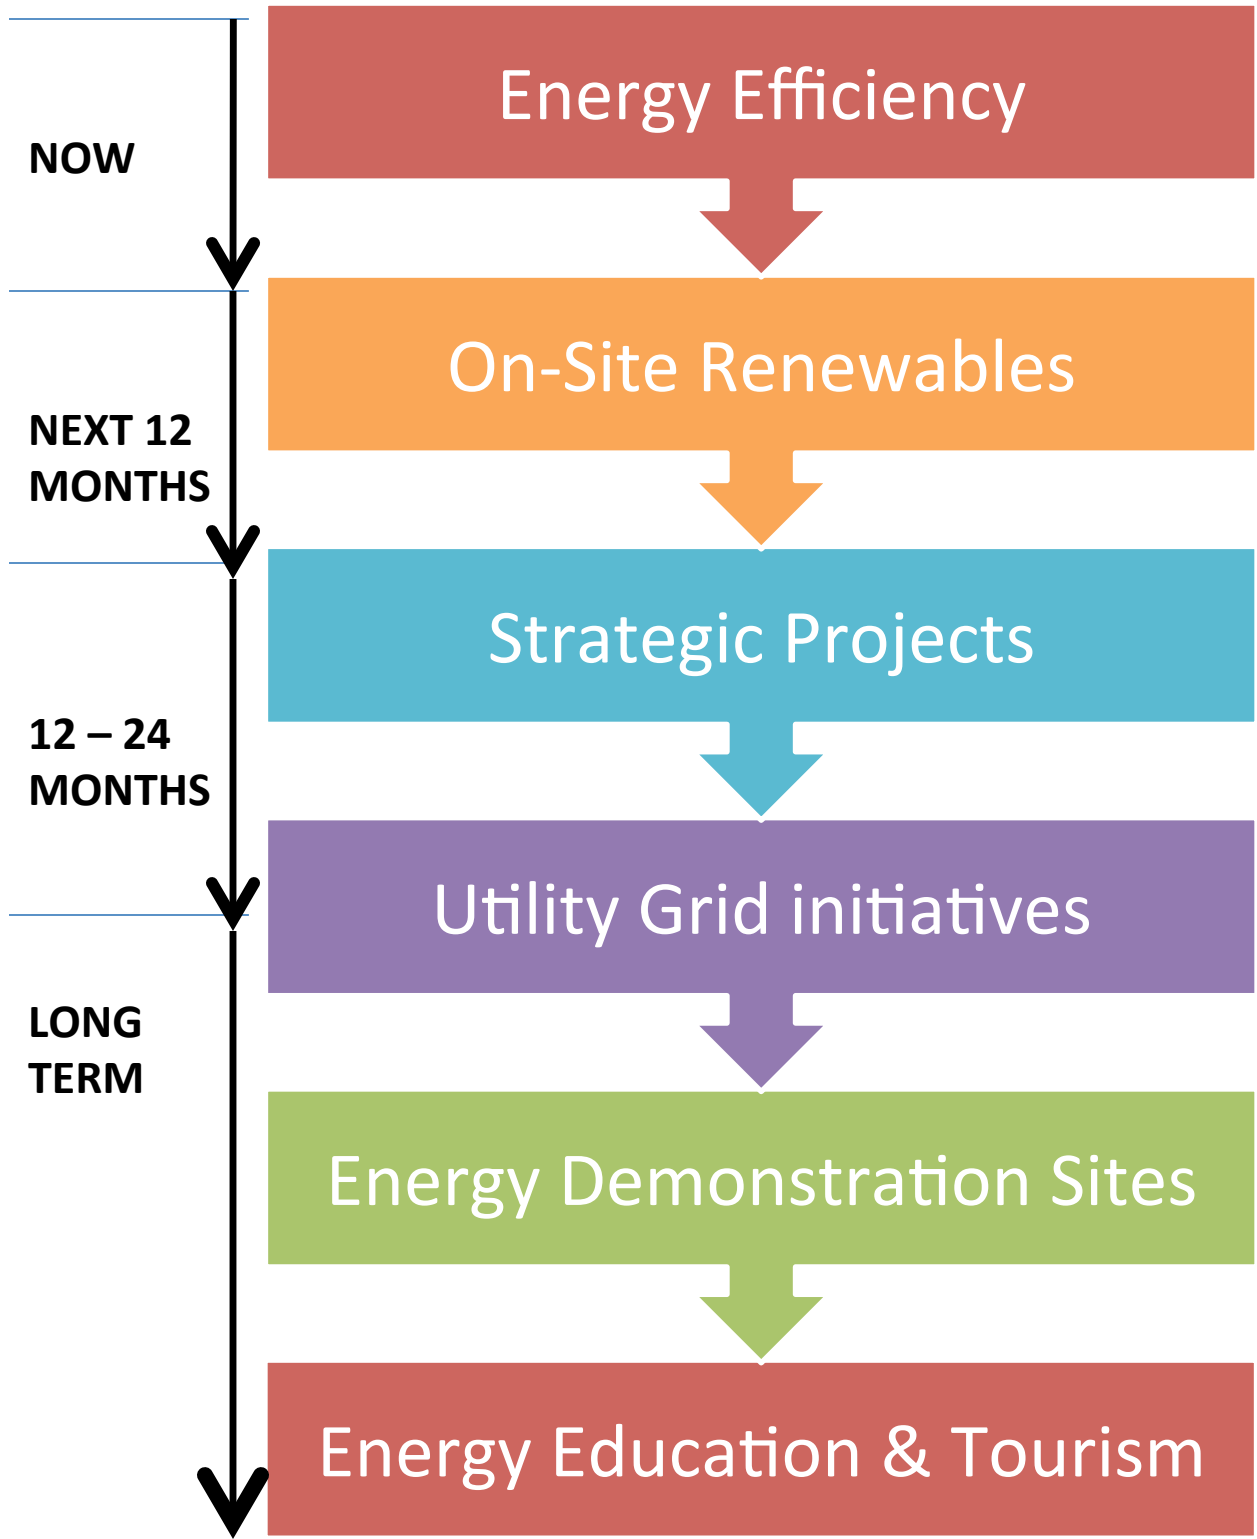 Energy Efficiency
NOW
On-Site Renewables
NEXT 12
MONTHS
Strategic Projects
12 – 24
MONTHS
Utility Grid initiatives
LONG
TERM
Energy Demonstration Sites
Energy Education & Tourism